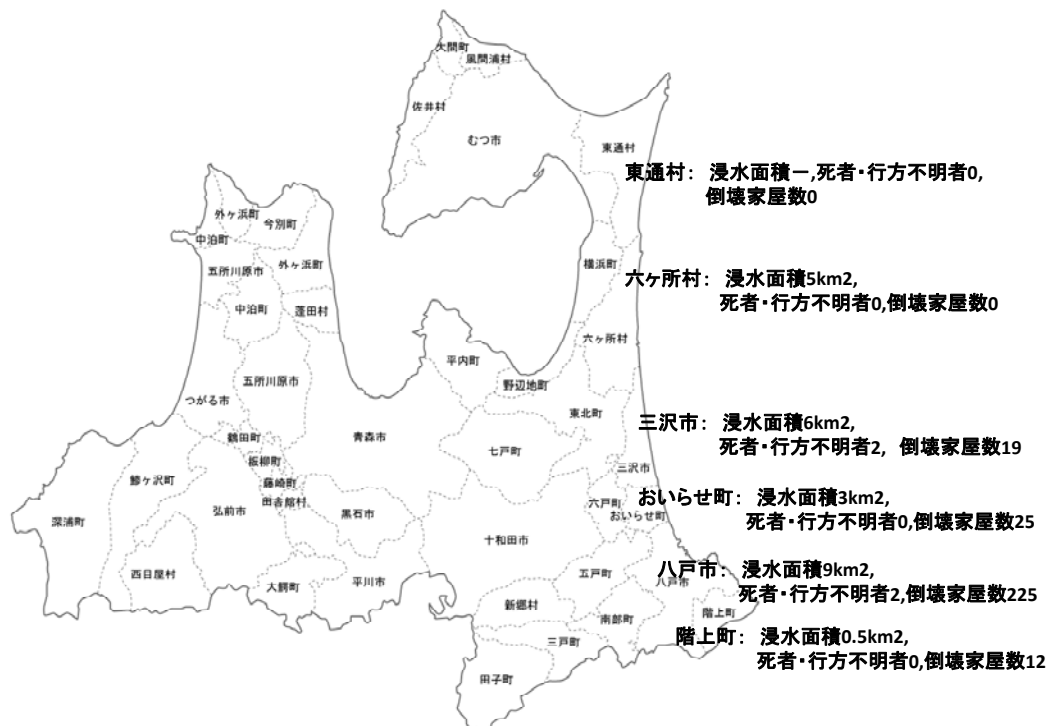 大間町
風間浦村
佐井村
むつ市
東通村
東通村： 浸水面積－,死者・行方不明者0,
倒壊家屋数0
外ヶ浜町
今別町
中泊町
五所川原市
外ヶ浜町
横浜町
六ヶ所村： 浸水面積5km2,
死者・行方不明者0,倒壊家屋数0
中泊町
蓬田村
六ヶ所村
平内町
野辺地町
五所川原市
つがる市
東北町
三沢市： 浸水面積6km2,
死者・行方不明者2, 倒壊家屋数19
鶴田町
青森市
七戸町
板柳町
三沢市
鰺ヶ沢町
藤崎町
田舎館村
六戸町
おいらせ町
おいらせ町： 浸水面積3km2,
死者・行方不明者0,倒壊家屋数25
深浦町
弘前市
黒石市
十和田市
西目屋村
大鰐町
平川市
五戸町
八戸市
八戸市： 浸水面積9km2,
死者・行方不明者2,倒壊家屋数225
新郷村
南部町
階上町
三戸町
階上町： 浸水面積0.5km2,
死者・行方不明者0,倒壊家屋数12
田子町